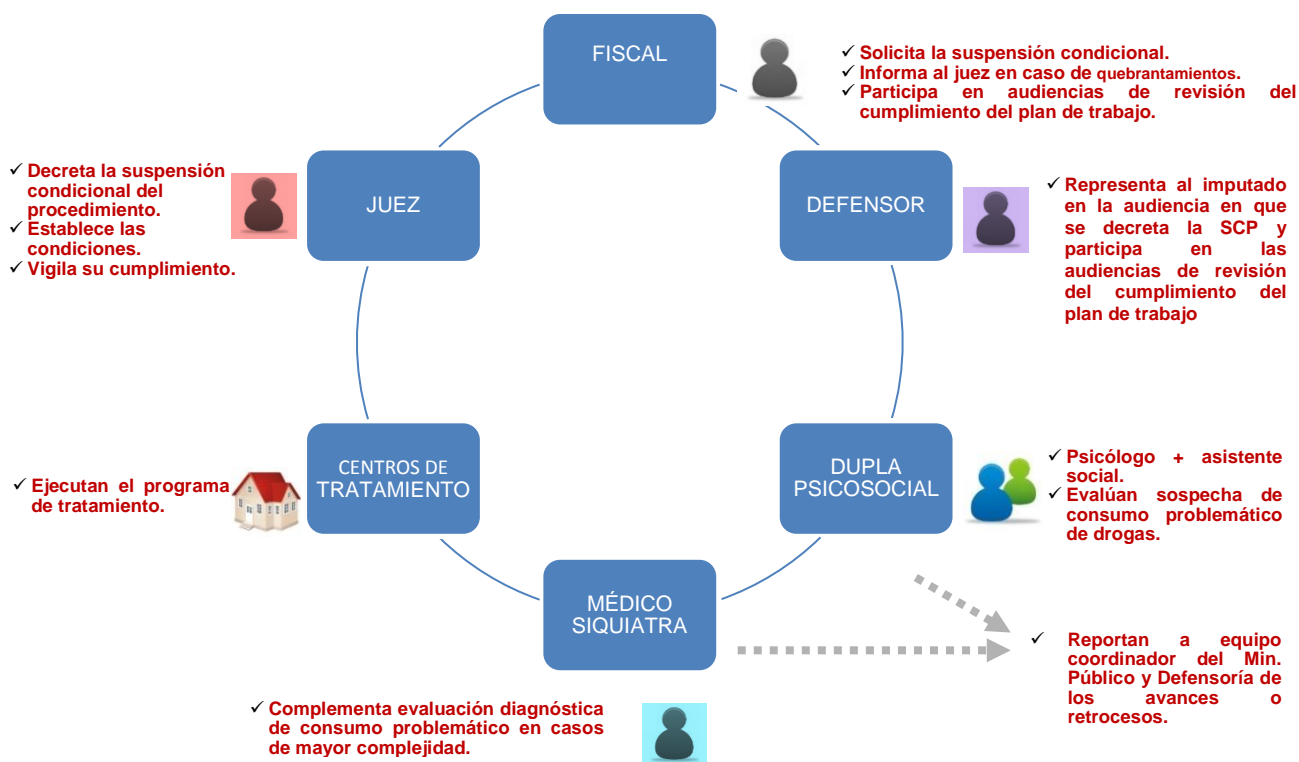 FISCAL
✓ Solicita la suspensión condicional.
✓ Informa al juez en caso de quebrantamientos.
✓ Participa en audiencias de revisión del
cumplimiento del plan de trabajo.
DEFENSOR
✓ Representa al imputado
en la audiencia en que
se decreta la SCP y
participa en las
audiencias de revisión
del cumplimiento del
plan de trabajo
DUPLA
PSICOSOCIAL
✓ Psicólogo + asistente
social.
✓ Evalúan sospecha de
consumo problemático
de drogas.
✓ Reportan a equipo
coordinador del Min.
Público y Defensoría de
los avances o
retrocesos.
MÉDICO
SIQUIATRA
✓ Complementa evaluación diagnóstica
de consumo problemático en casos
de mayor complejidad.
CENTROS DE
TRATAMIENTO
✓ Ejecutan el programa
de tratamiento.
JUEZ
✓ Decreta la suspensión
condicional del
procedimiento.
✓ Establece las
condiciones.
✓ Vigila su cumplimiento.